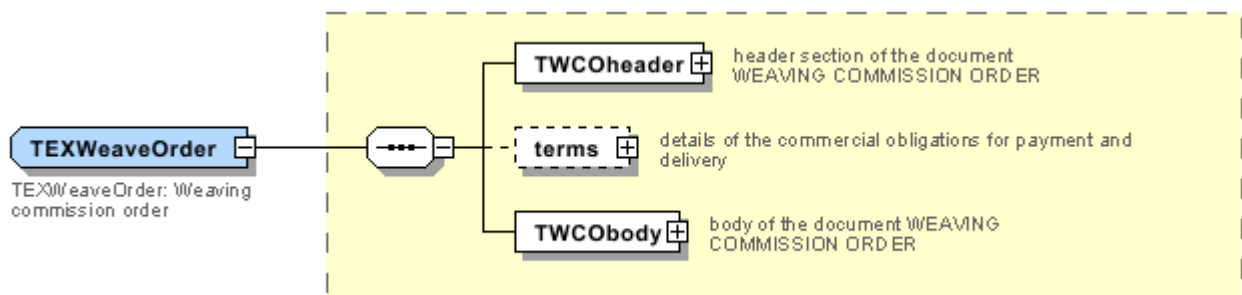 TWCOheader
header section of the document
WEAVING COMMISSION ORDER
TEXWeaveOrder
TEXWeaveOrder: Weaving
commission order
terms
details of the commercial obligations for payment and
delivery
TWCObody
body of the document WEAVING
COMMISSION ORDER